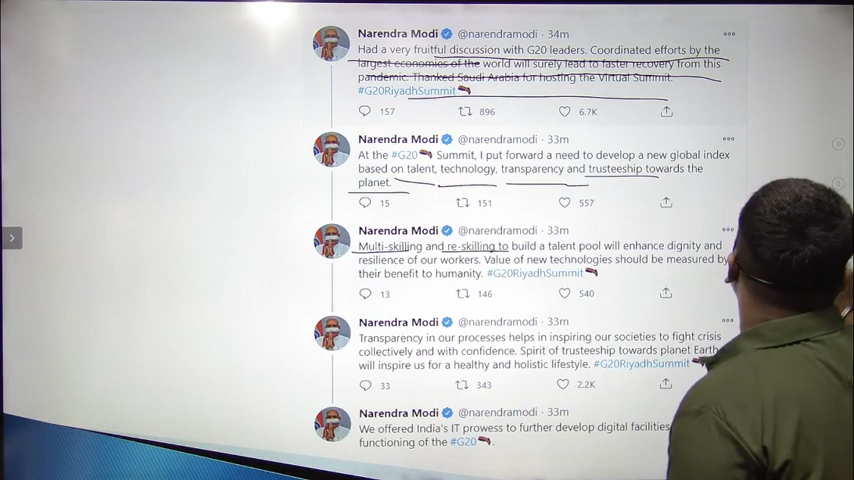 Narendra Modi @narendramodi · 34m
Had a very fruitful discussion with G20 leaders. Coordinated efforts by the
largest economies of the world will surely lead to faster recovery from this
pandemic. Thanked Saudi Arabia for hosting the Virtual Summit.
#G20RiyadhSummit
157 896 6.7K
Narendra Modi @narendramodi · 33m
At the #G20 Summit, I put forward a need to develop a new global index
based on talent, technology, transparency and trusteeship towards the
planet.
15 151 557
Narendra Modi @narendramodi · 33m
Multi-skilling and re-skilling to build a talent pool will enhance dignity and
resilience of our workers. Value of new technologies should be measured by
their benefit to humanity. #G20RiyadhSummit
13 146 540
Narendra Modi @narendramodi · 33m
Transparency in our processes helps in inspiring our societies to fight crisis
collectively and with confidence. Spirit of trusteeship towards planet Earth
will inspire us for a healthy and holistic lifestyle. #G20RiyadhSummit
33 343 2.2K
Narendra Modi @narendramodi · 33m
We offered India's IT prowess to further develop digital facilities
functioning of the #G20.